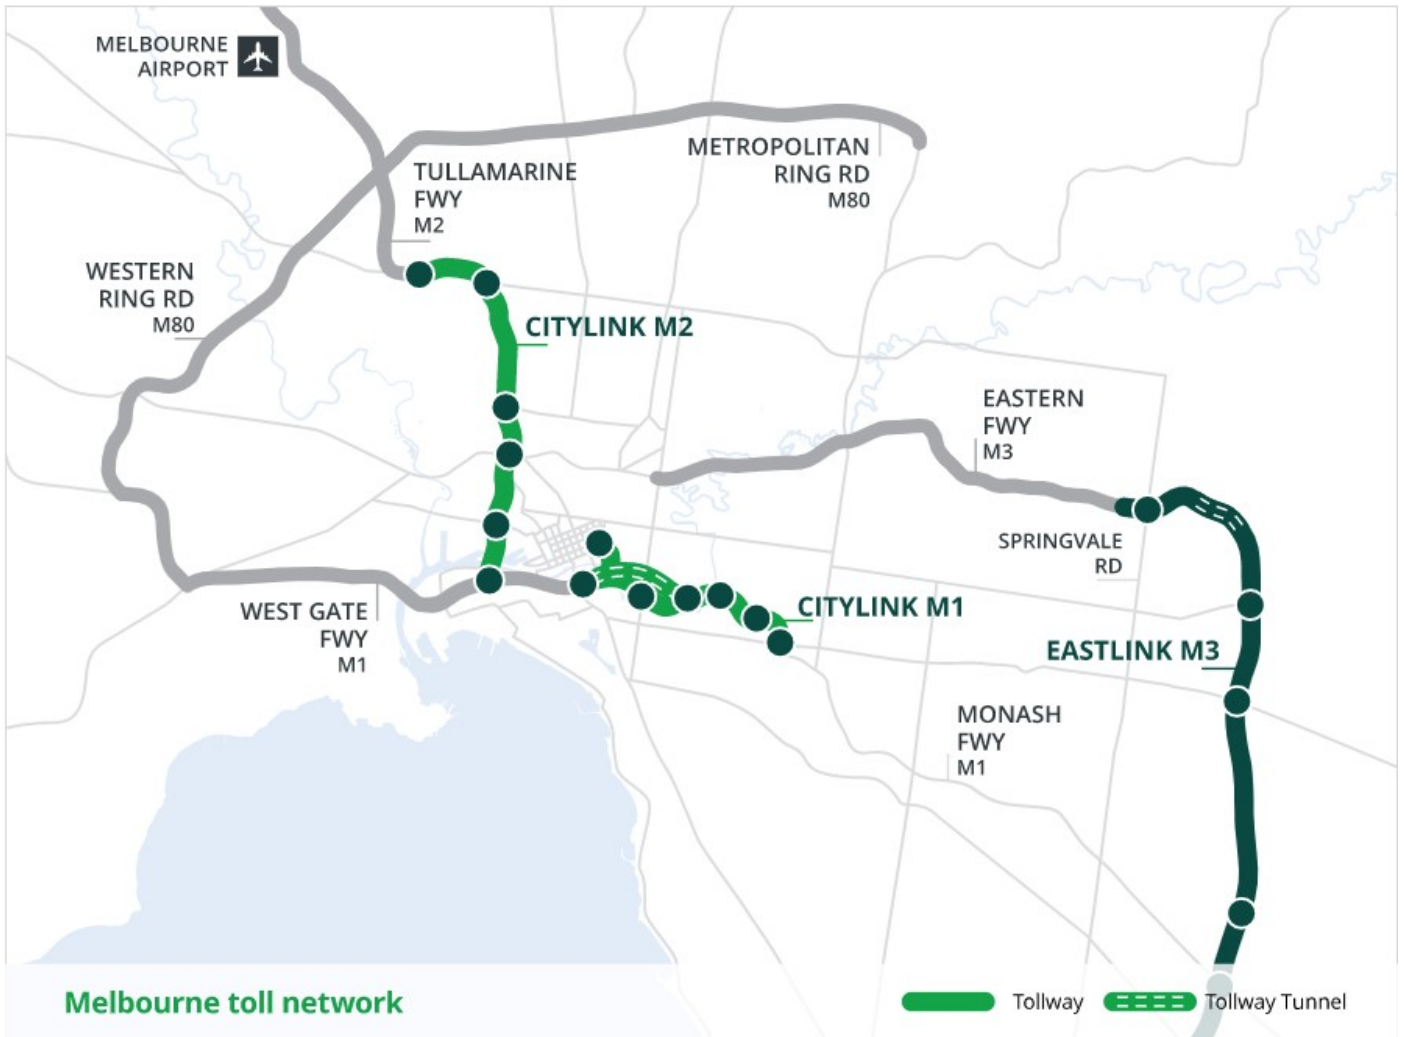 MELBOURNE
AIRPORT
TULLAMARINE
FWY
M2
METROPOLITAN
RING RD
M80
WESTERN
RING RD
M80
CITYLINK M2
EASTERN
FWY
M3
SPRINGVALE
RD
WEST GATE
FWY
M1
CITYLINK M1
EASTLINK M3
MONASH
FWY
M1
Melbourne toll network
Tollway
Tollway Tunnel